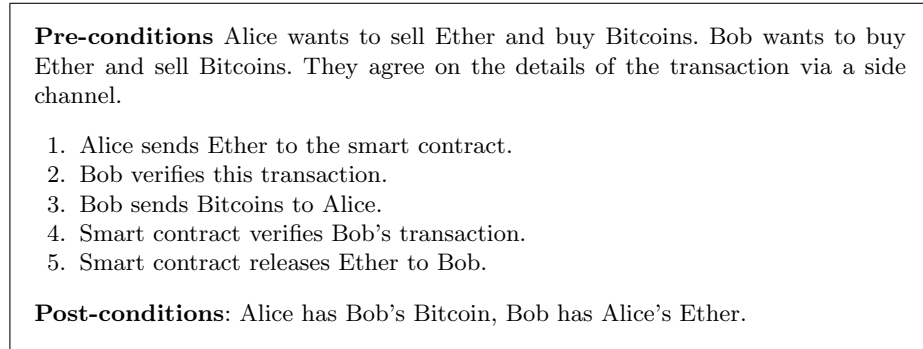 Pre-conditions Alice wants to sell Ether and buy Bitcoins. Bob wants to buy
Ether and sell Bitcoins. They agree on the details of the transaction via a side
channel.
1. Alice sends Ether to the smart contract.
2. Bob verifies this transaction.
3. Bob sends Bitcoins to Alice.
4. Smart contract verifies Bob's transaction.
5. Smart contract releases Ether to Bob.
Post-conditions: Alice has Bob's Bitcoin, Bob has Alice's Ether.